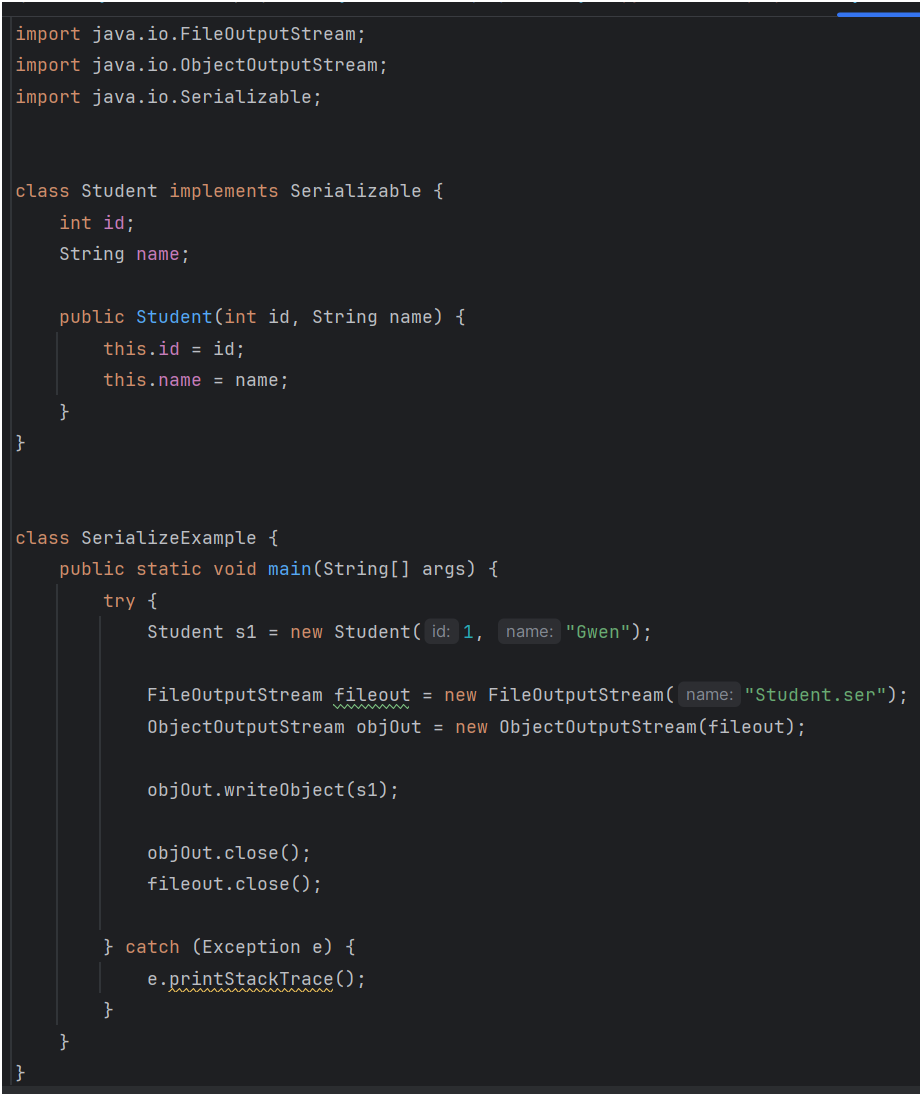 import java.io.FileOutputStream;
import java.io.ObjectOutputStream;
import java.io.Serializable;
class Student implements Serializable {
int id;
String name;
public Student(int id, String name) {
this.id = id;
this.name = name;
}
}
class SerializeExample {
public static void main(String[] args) {
try {
Student s1 = new Student( id: 1, name: "Gwen");
FileOutputStream fileout = new FileOutputStream( name: "Student.ser");
ObjectOutputStream objOut = new ObjectOutputStream(fileout);
objOut.writeObject(s1);
objOut.close();
fileout.close();
} catch (Exception e) {
e.printStackTrace();
}
}
}